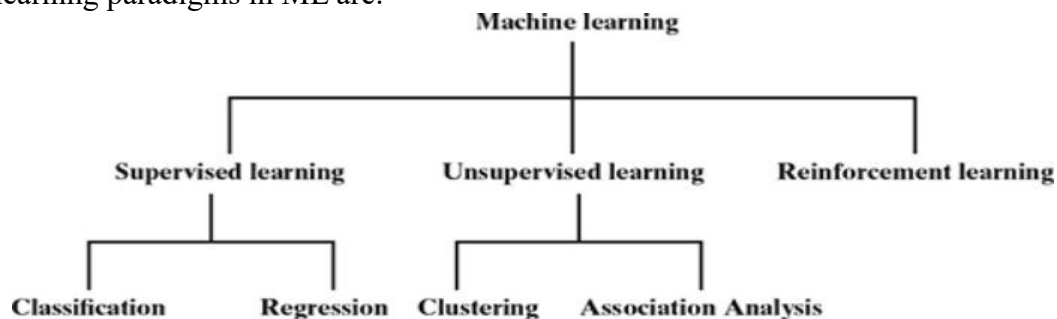 learning paradigms in ML are:
Machine learning
Supervised learning Unsupervised learning Reinforcement learning
Classification Regression Clustering Association Analysis